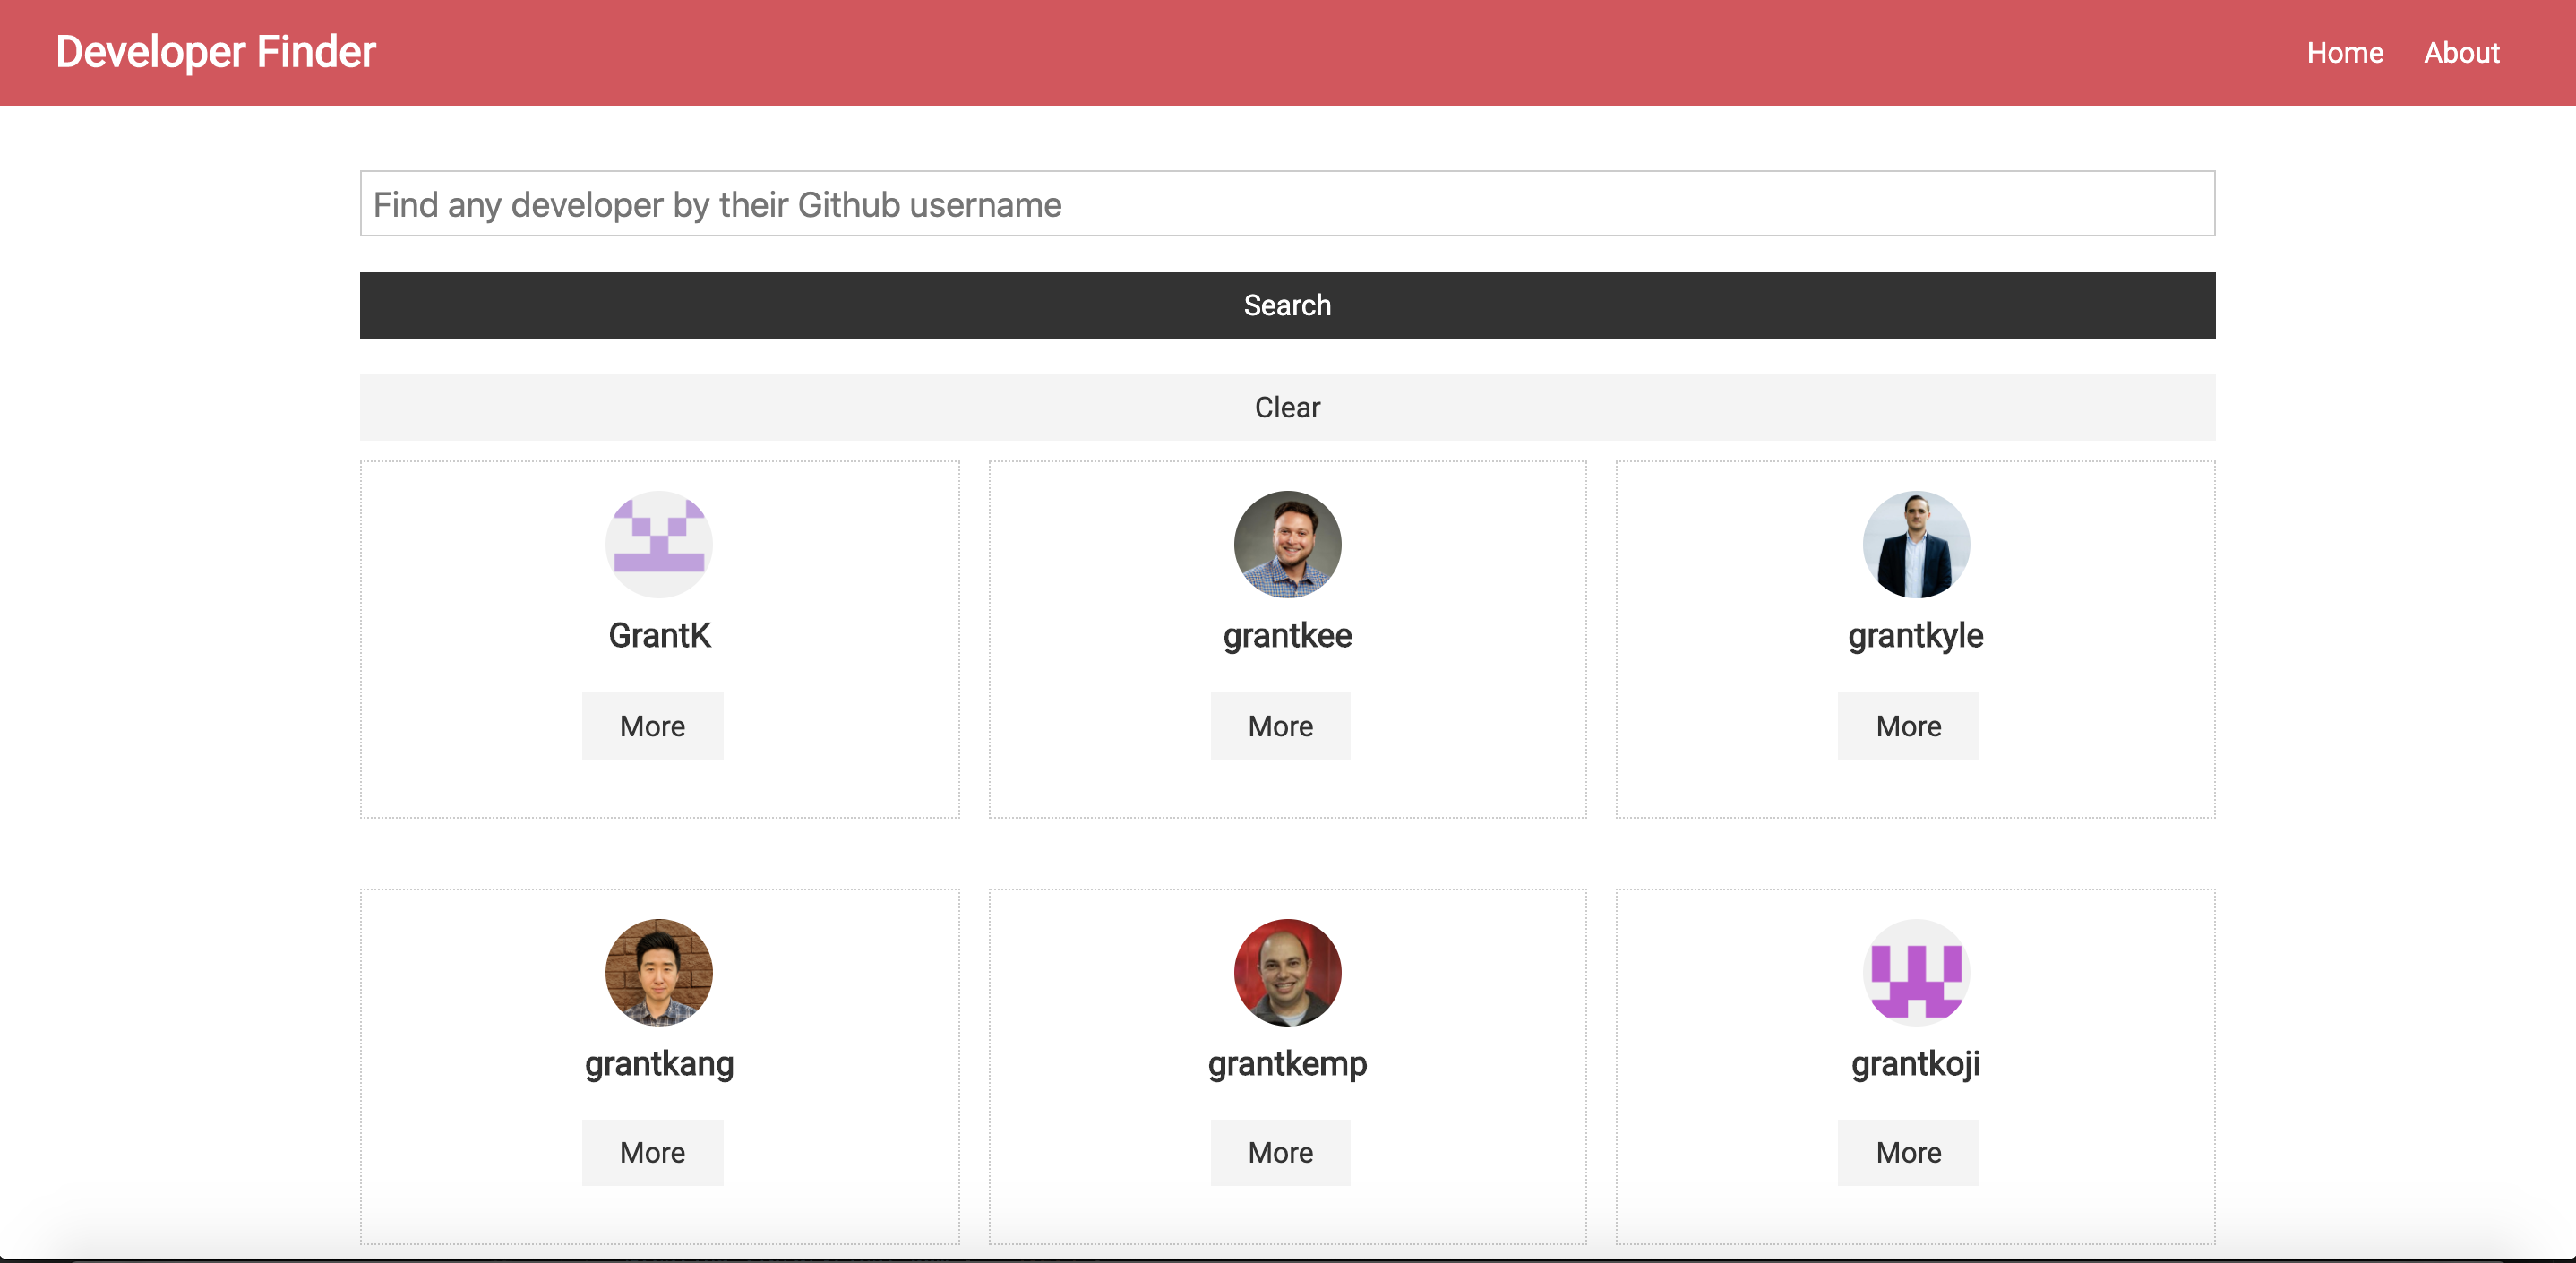 Developer Finder
Home About
Find any developer by their Github username
Search
Clear
GrantK
More
grantkee
More
grantkyle
More
grantkang
More
grantkemp
More
grantkoji
More